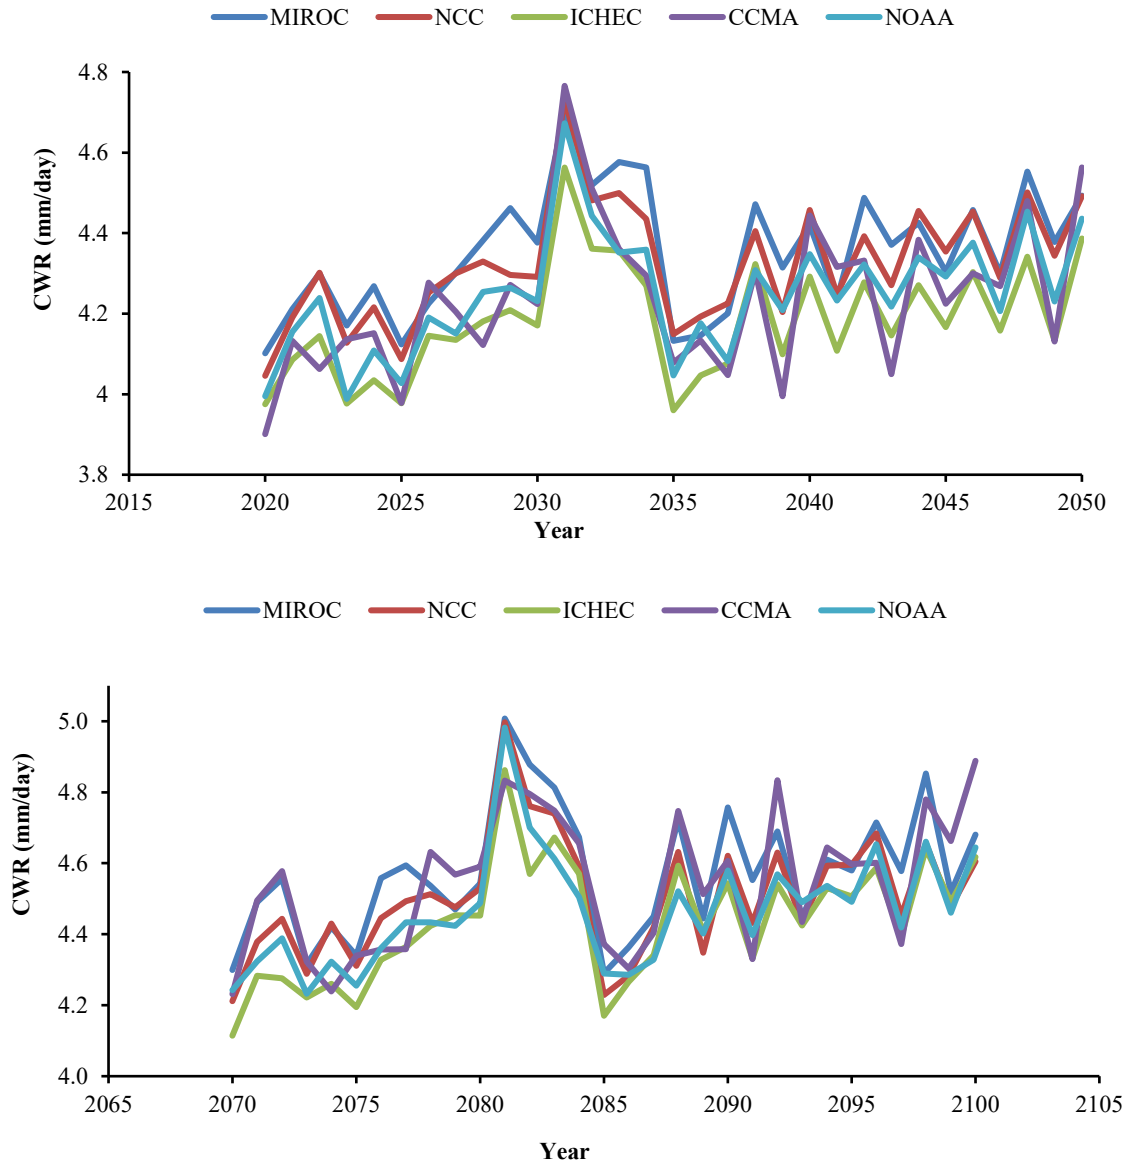 MIROC NCC ICHEC CCMA NOAA
4.8
4.6
4.4
4.2
4
3.8
CWR (mm/day)
2015 2020 2025 2030 2035 2040 2045 2050
Year
MIROC NCC ICHEC CCMA NOAA
5.0
4.8
4.6
4.4
4.2
4.0
CWR (mm/day)
2065 2070 2075 2080 2085 2090 2095 2100 2105
Year